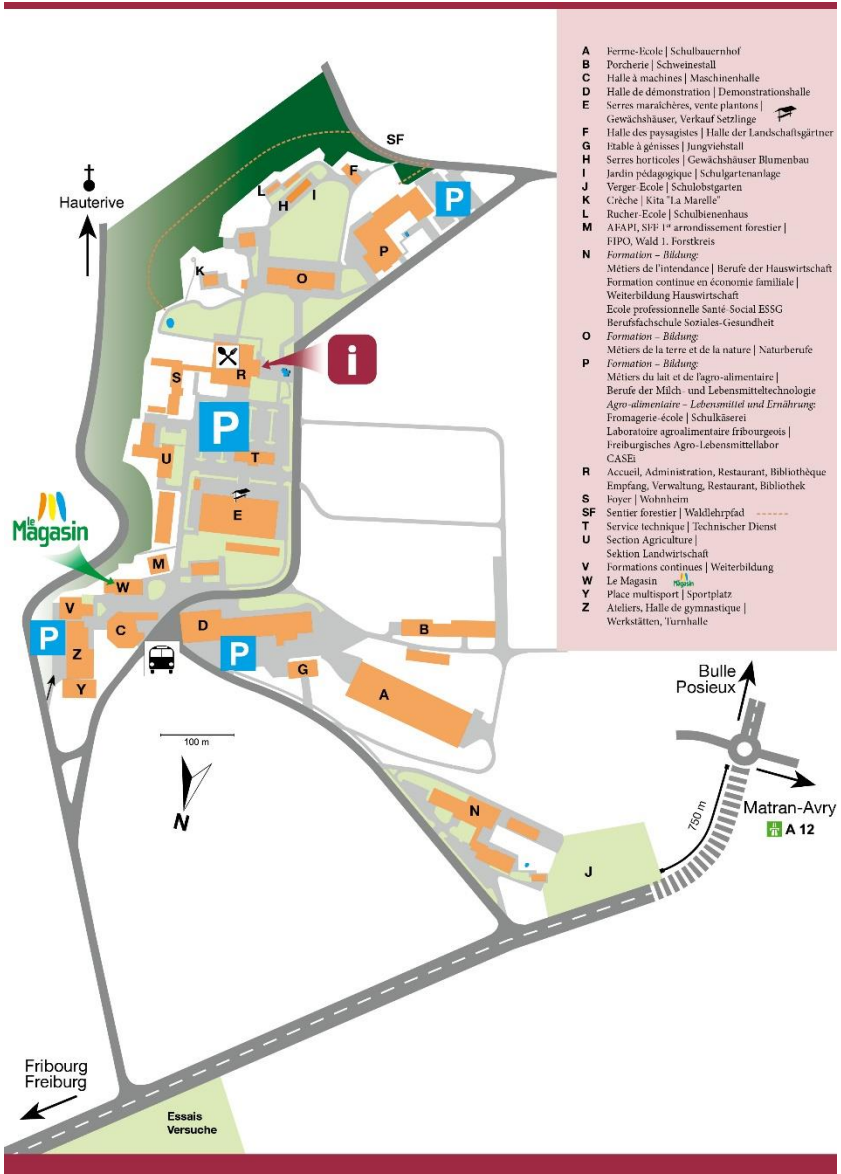 A Ferme-Ecole | Schulbauernhof
B Porcherie | Schweinestall
C Halle à machines | Maschinenhalle
D Halle de démonstration | Demonstrationshalle
E Serres maraîchères, vente plantons |
Gewächshäuser, Verkauf Setzlinge
F Halle des paysagistes | Halle der Landschaftsgärtner
G Etable à génisses | Jungviehstall
H Serres horticoles | Gewächshäuser Blumenbau
I Jardin pédagogique | Schulgartenanlage
J Verger-Ecole | Schulobstgarten
K Crèche | Kita "La Marelle"
L Rucher-Ecole | Schulbienenhaus
M AFAPI, SFF 1er arrondissement forestier |
FIPO, Wald 1. Forstkreis
N Formation – Bildung:
Métiers de l'intendance | Berufe der Hauswirtschaft
Formation continue en économie familiale |
Weiterbildung Hauswirtschaft
Ecole professionnelle Santé-Social ESSG
Berufsfachschule Soziales-Gesundheit
O Formation – Bildung:
Métiers de la terre et de la nature | Naturberufe
P Formation – Bildung:
Métiers du lait et de l'agro-alimentaire |
Berufe der Milch- und Lebensmitteltechnologie
Agro-alimentaire – Lebensmittel und Ernährung:
Fromagerie-école | Schulkäserei
Laboratoire agroalimentaire fribourgeois |
Freiburgisches Agro-Lebensmittellabor
CASEi
R Accueil, Administration, Restaurant, Bibliothèque
Empfang, Verwaltung, Restaurant, Bibliothek
S Foyer | Wohnheim
SF Sentier forestier | Waldlehrpfad
T Service technique | Technischer Dienst
U Section Agriculture |
Sektion Landwirtschaft
V Formations continues | Weiterbildung
W Le Magasin le Magasin
Y Place multisport | Sportplatz
Z Ateliers, Halle de gymnastique |
Werkstätten, Turnhalle
SF
Hauterive
L
F
I
H
P
P
K
O
i
R
S
P
U
T
E
le Magasin
M
W
V
P
C
D
P
B
Z
G
Y
A
100 m
N
Bulle
Posieux
750 m
Matran-Avry
A 12
N
J
Fribourg
Freiburg
Essais
Versuche